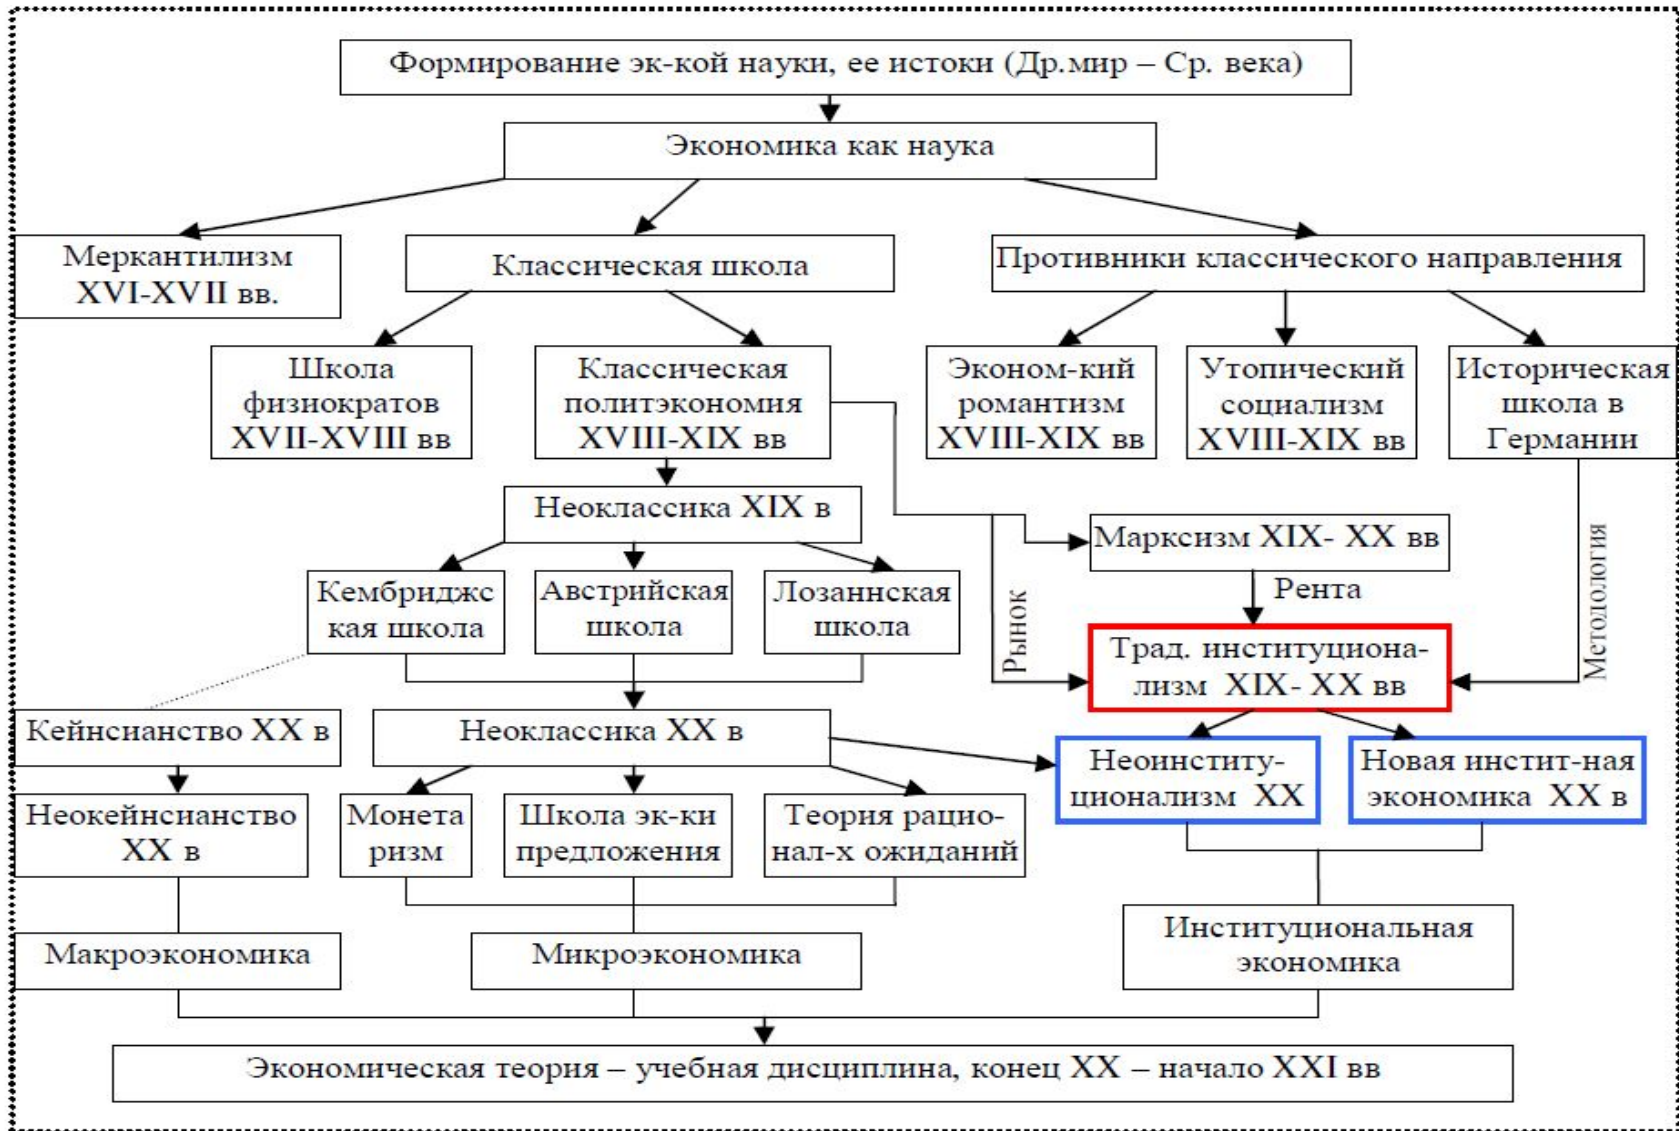 Формирование эк-кой науки, ее истоки (Др.мир – Ср. века)
Экономика как наука
Меркантилизм
XVI-XVII вв.
Классическая школа
Противники классического направления
Школа
физиократов
XVII-XVIII вв
Классическая
политэкономия
XVIII-XIX вв
Эконом-кий
романтизм
XVIII-XIX вв
Утопический
социализм
XVIII-XIX вв
Историческая
школа в
Германии
Неоклассика XIX в
Марксизм XIX- XX вв
Рента
Рынок
Методология
Кембриджс
кая школа
Австрийская
школа
Лозаннская
школа
Трад. институциона-
лизм XIX- XX вв
Кейнсианство XX в
Неоклассика XX в
Неоинститу-
ционализм XX
Новая инстит-ная
экономика XX в
Неокейнсианство
XX в
Монета
ризм
Школа эк-ки
предложения
Теория рацио-
нал-х ожиданий
Макроэкономика
Микроэкономика
Институциональная
экономика
Экономическая теория – учебная дисциплина, конец XX – начало XXI вв